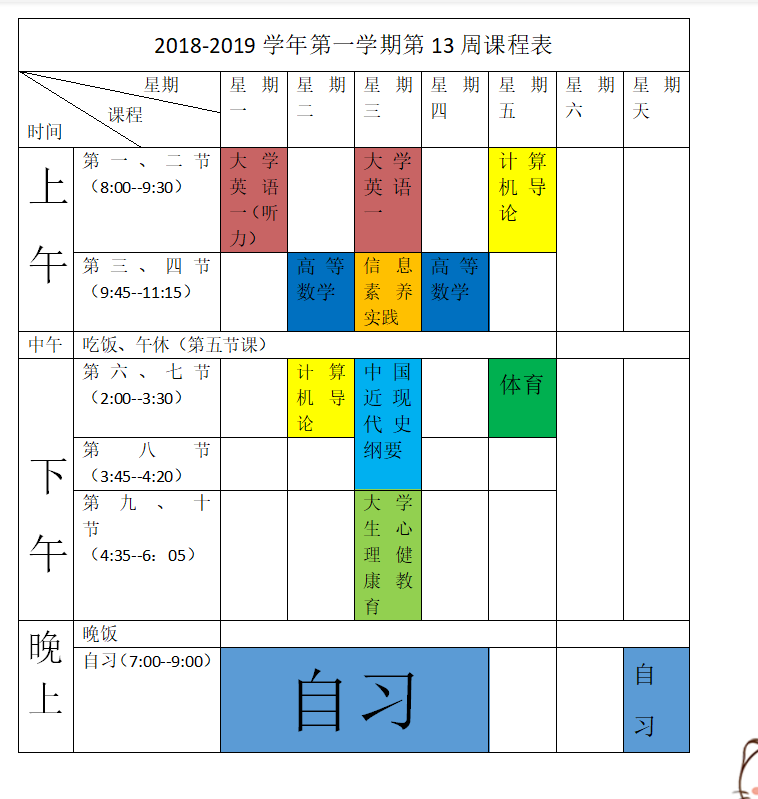 2018-2019 学年第一学期第 13 周课程表
星期
课程
时间
星 期
一
星 期
二
星 期
三
星 期
四
星 期
五
星 期
六
星 期
天
上
午
第 一 、 二 节
（8:00--9:30）
大 学
英 语
一（听
力）
大 学
英 语
一
计 算
机 导
论
第 三 、 四 节
（9:45--11:15）
高 等
数学
信 息
素 养
实践
高 等
数学
中午
吃饭、午休（第五节课）
下
午
第 六 、 七 节
（2:00--3:30）
计 算
机 导
论
中 国
近 现
代 史
纲要
体育
第 八 节
（3:45--4:20）
第 九 、 十
节
（4:35--6：05）
大 学
生 心
理 健
康 教
育
晚
上
晚饭
自习（7:00--9:00）
自习
自
习